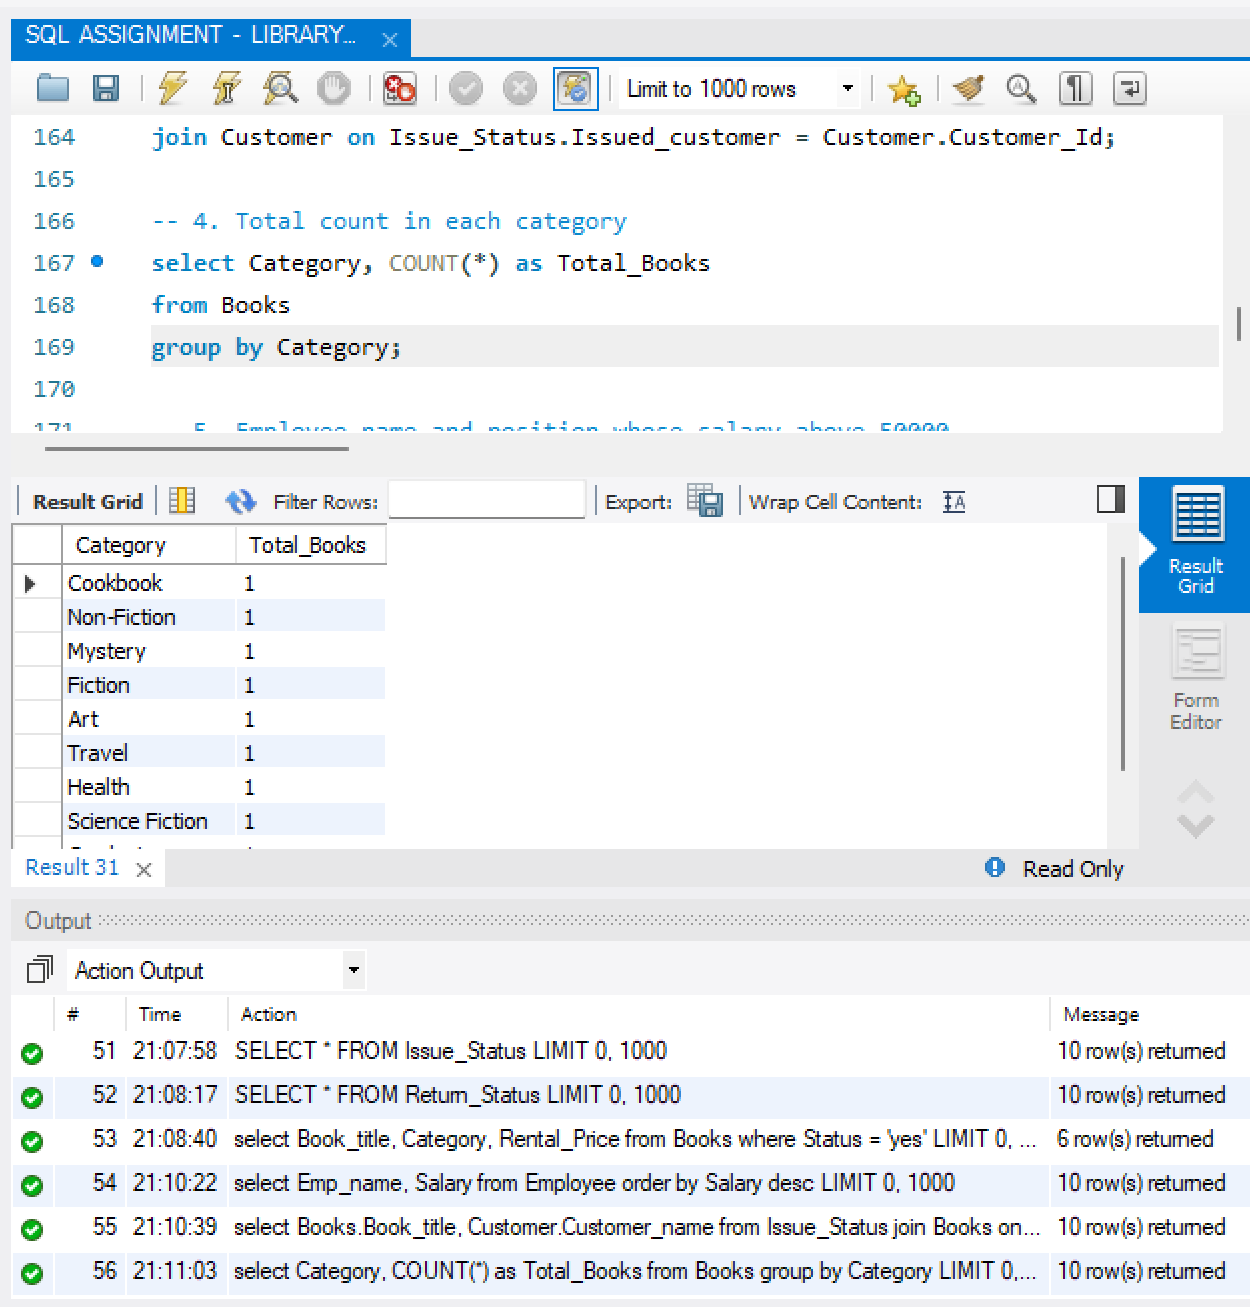 SQL ASSIGNMENT - LIBRARY...
Limit to 1000 rows
164 join Customer on Issue_Status.Issued_customer = Customer.Customer_Id;
165
166 -- 4. Total count in each category
167 select Category, COUNT(*) as Total_Books
168 from Books
169 group by Category;
170
171 -- 5. Employee name and position whose salary above 50000
Result Grid Filter Rows: Export: Wrap Cell Content:
Category Total_Books
Cookbook 1
Non-Fiction 1
Mystery 1
Fiction 1
Art 1
Travel 1
Health 1
Science Fiction 1
Result
Grid
Form
Editor
Result 31 Read Only
Output
Action Output
# Time Action Message
51 21:07:58 SELECT * FROM Issue_Status LIMIT 0, 1000 10 row(s) returned
52 21:08:17 SELECT * FROM Return_Status LIMIT 0, 1000 10 row(s) returned
53 21:08:40 select Book_title, Category, Rental_Price from Books where Status = 'yes' LIMIT 0, ... 6 row(s) returned
54 21:10:22 select Emp_name, Salary from Employee order by Salary desc LIMIT 0, 1000 10 row(s) returned
55 21:10:39 select Books.Book_title, Customer.Customer_name from Issue_Status join Books on... 10 row(s) returned
56 21:11:03 select Category, COUNT(*) as Total_Books from Books group by Category LIMIT 0,... 10 row(s) returned